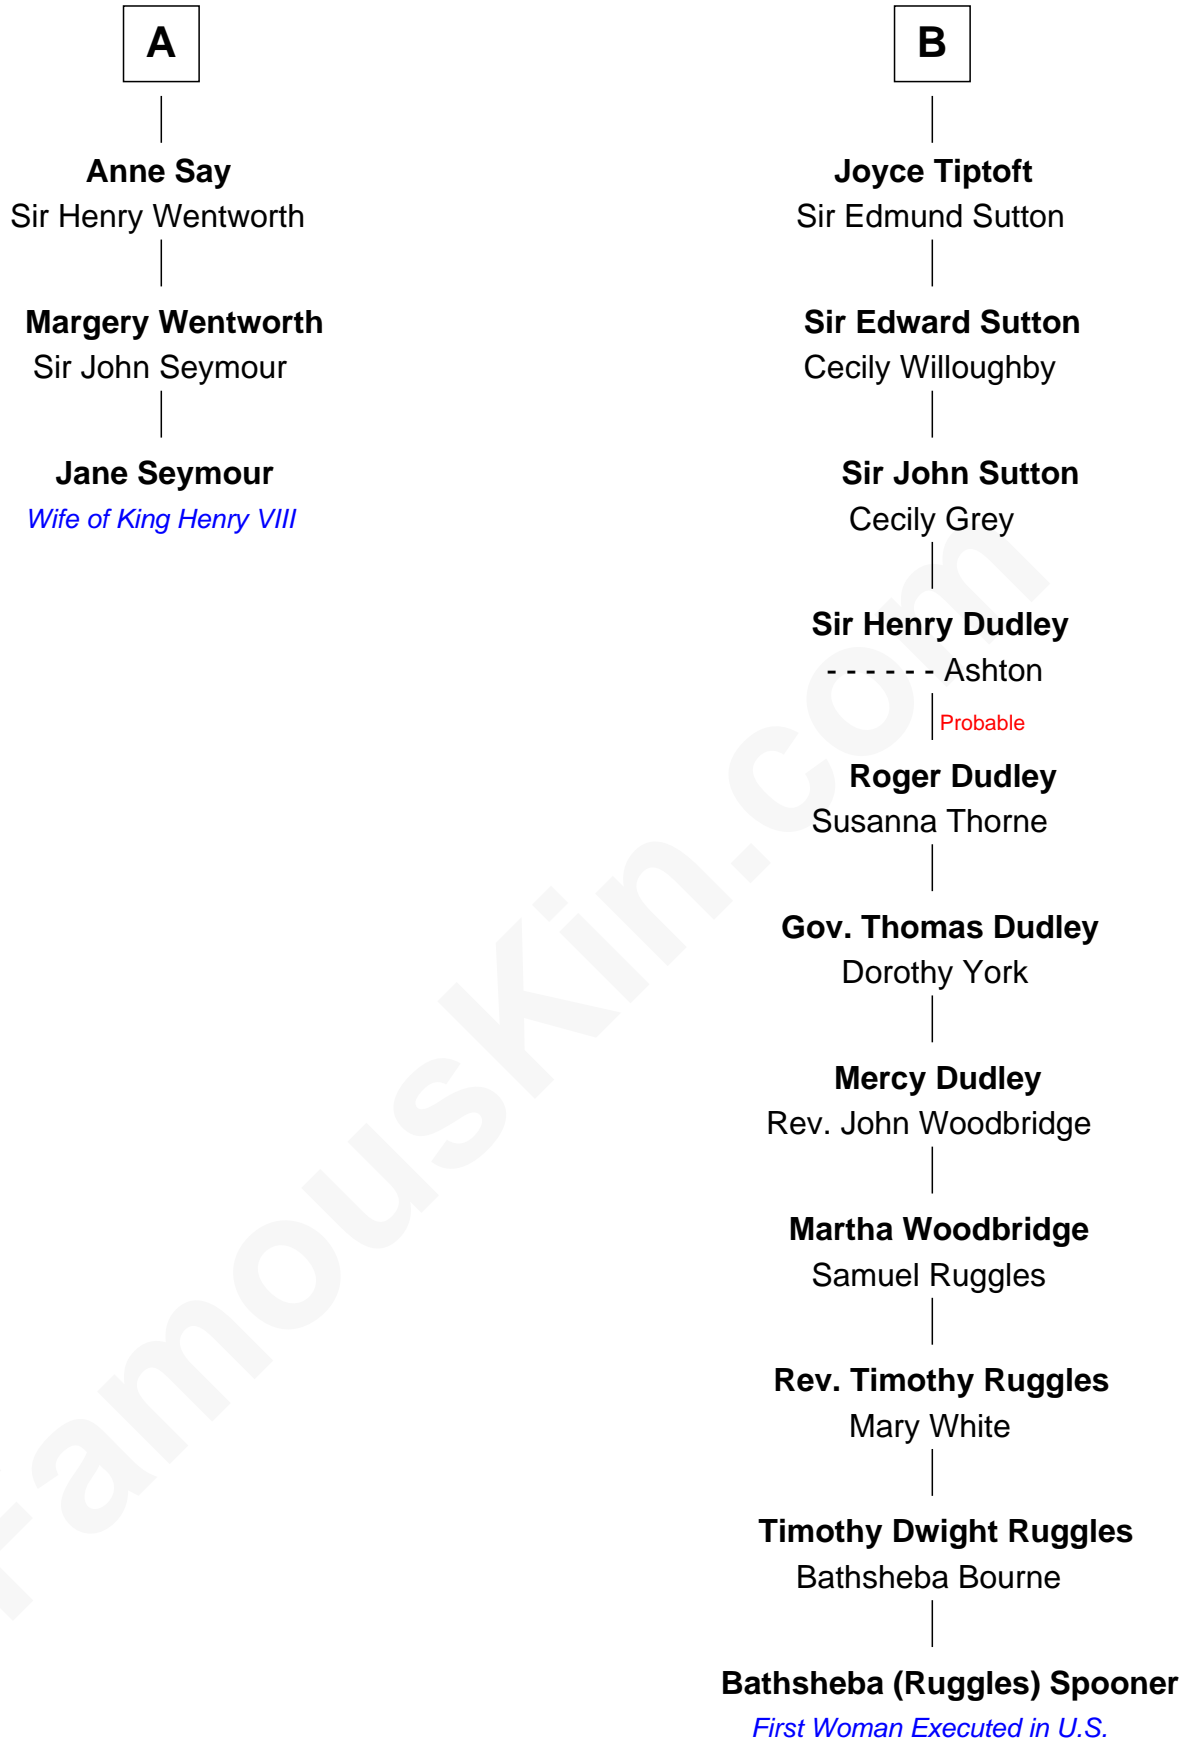 A
Anne Say
Sir Henry Wentworth
Margery Wentworth
Sir John Seymour
Jane Seymour
Wife of King Henry VIII
B
Joyce Tiptoft
Sir Edmund Sutton
Sir Edward Sutton
Cecily Willoughby
Sir John Sutton
Cecily Grey
Sir Henry Dudley
- - - - - - Ashton
Probable
Roger Dudley
Susanna Thorne
Gov. Thomas Dudley
Dorothy York
Mercy Dudley
Rev. John Woodbridge
Martha Woodbridge
Samuel Ruggles
Rev. Timothy Ruggles
Mary White
Timothy Dwight Ruggles
Bathsheba Bourne
Bathsheba (Ruggles) Spooner
First Woman Executed in U.S.
FamousKin.com